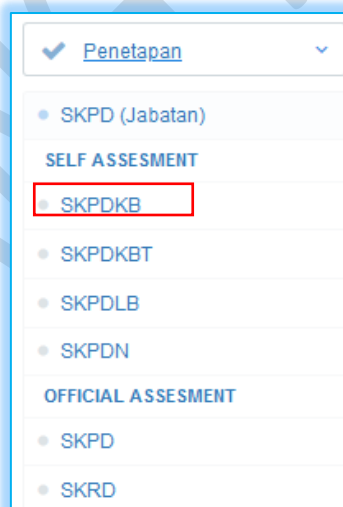 Penetapan
SKPD (Jabatan)
SELF ASSESMENT
SKPDKB
SKPDKBT
SKPDLB
SKPDN
OFFICIAL ASSESMENT
SKPD
SKRD